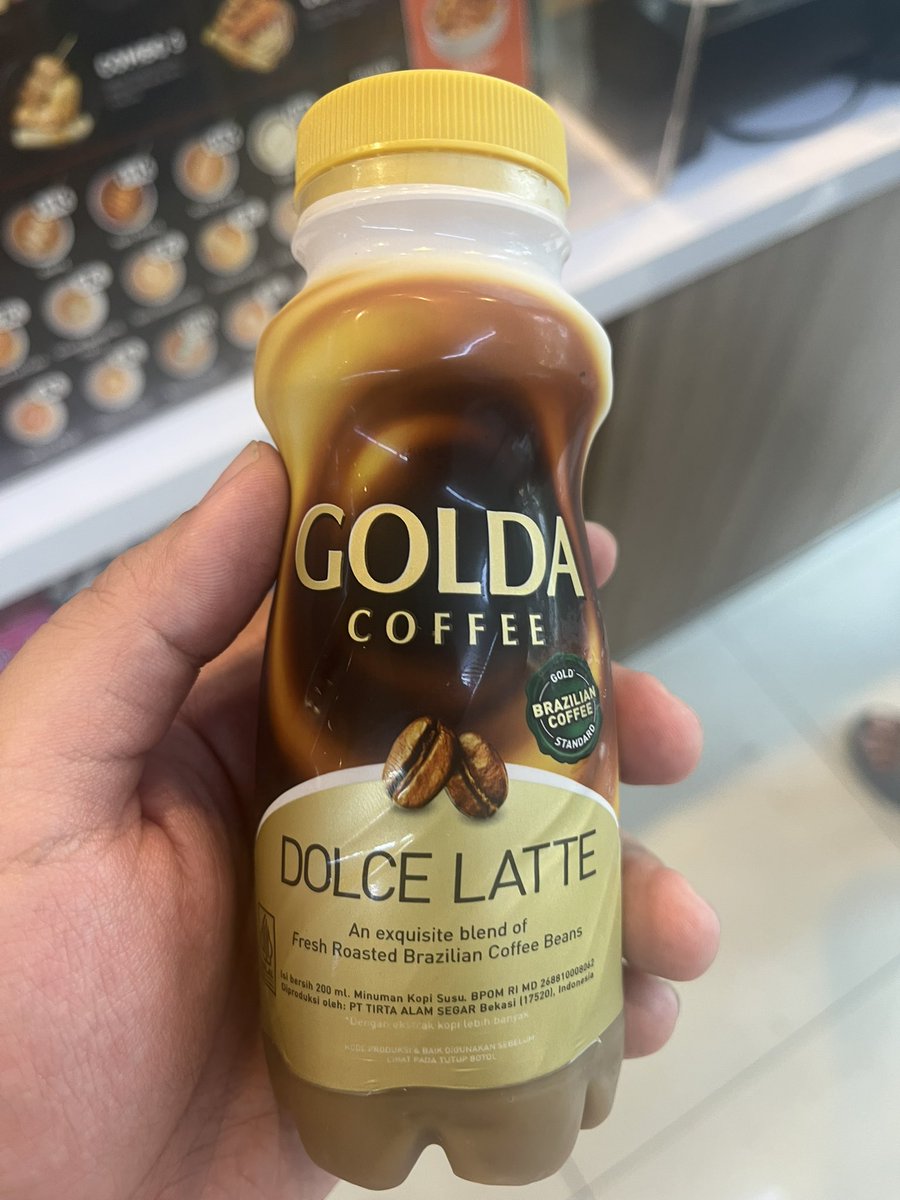 COMBO 2
GOLDA
COFFEE
GOLD
BRAZILIAN
COFFEE
STANDARD
DOLCE LATTE
An exquisite blend of
Fresh Roasted Brazilian Coffee Beans
Isi bersih 200 ml. Minuman Kopi Susu. BPOM RI MD 268810008062
Diproduksi oleh: PT TIRTA ALAM SEGAR Bekasi (17520), Indonesia
*Dengan ekstrak kopi lebih banyak
KODE PRODUKSI & BAIK DIGUNAKAN SEBELUM
LIHAT PADA TUTUP BOTOL